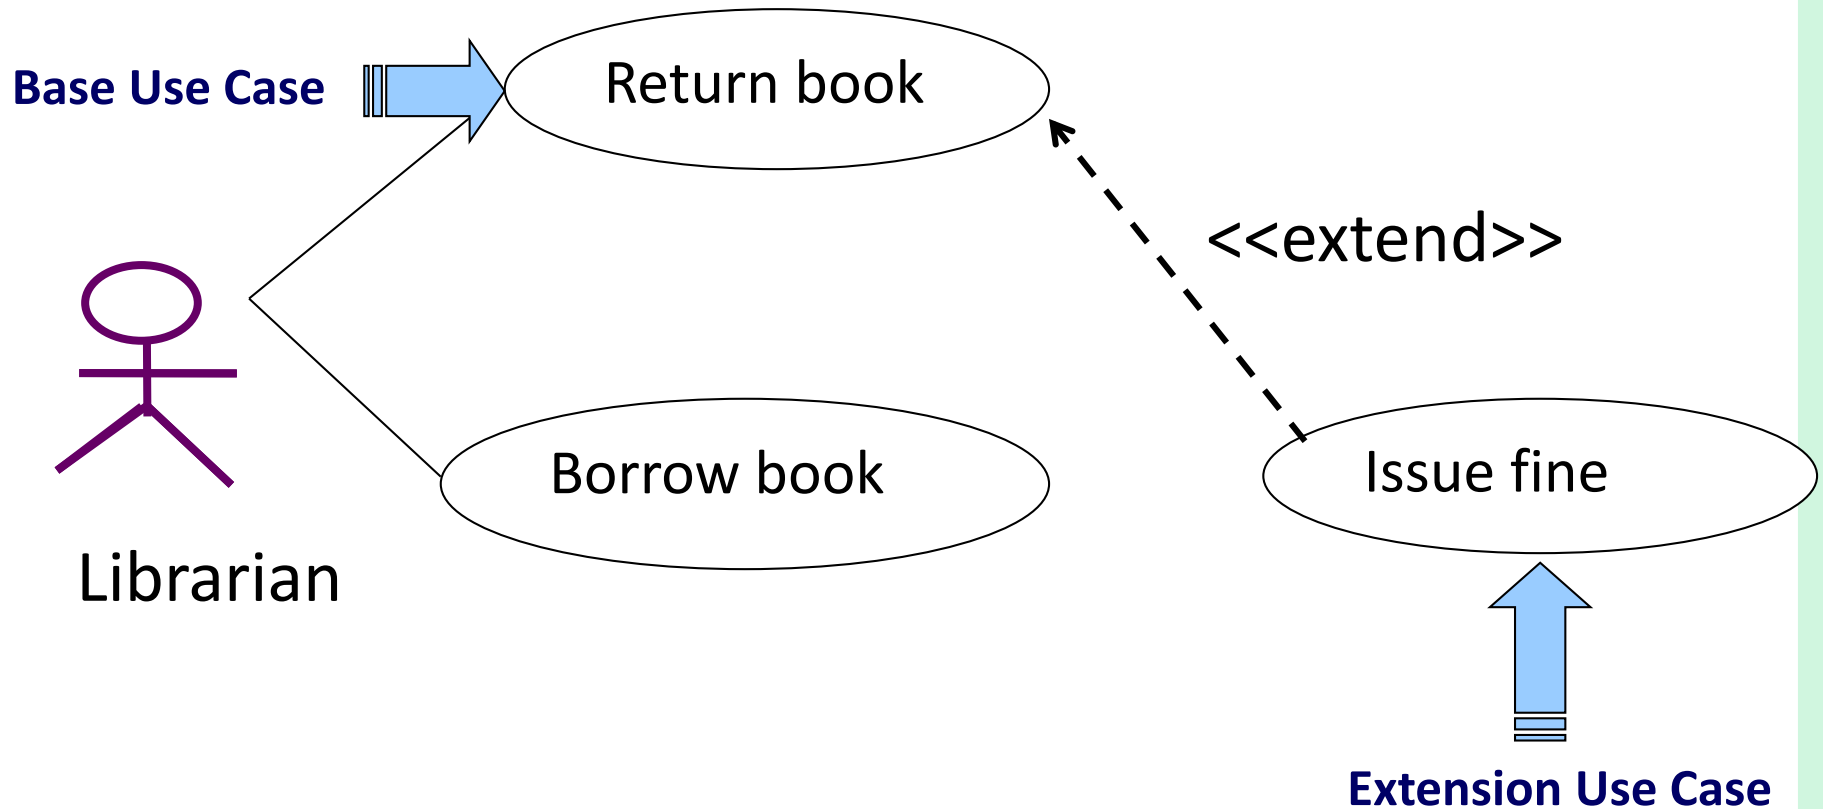 Base Use Case
Return book
<<extend>>
Borrow book
Issue fine
Librarian
Extension Use Case